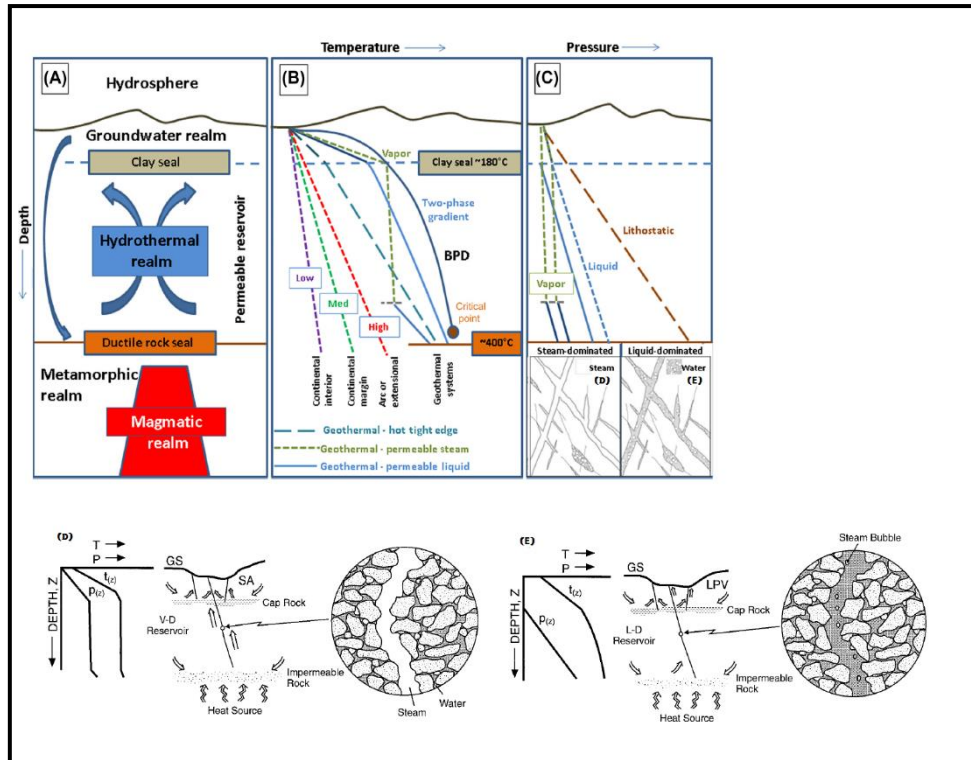 Temperature
Pressure
(A)
Hydrosphere
Groundwater realm
Clay seal
Depth
Hydrothermal
realm
Permeable reservoir
Ductile rock seal
Metamorphic
realm
Magmatic
realm
(B)
Vapor
Clay seal ~180°C
Two-phase
gradient
BPD
Low
Med
High
Critical
point
~400°C
Continental
interior
Continental
margin
Arc or
extensional
Geothermal
systems
Geothermal - hot tight edge
Geothermal - permeable steam
Geothermal - permeable liquid
(C)
Lithostatic
Liquid
Vapor
Steam-dominated
Liquid-dominated
Steam
(D)
Water
(E)
(D)
T
P
t(z)
p(z)
DEPTH, Z
GS
SA
Cap Rock
V-D
Reservoir
Impermeable
Rock
Heat Source
Water
Steam
(E)
T
P
t(z)
p(z)
DEPTH, Z
GS
LPV
Cap Rock
L-D
Reservoir
Impermeable
Rock
Heat Source
Steam Bubble